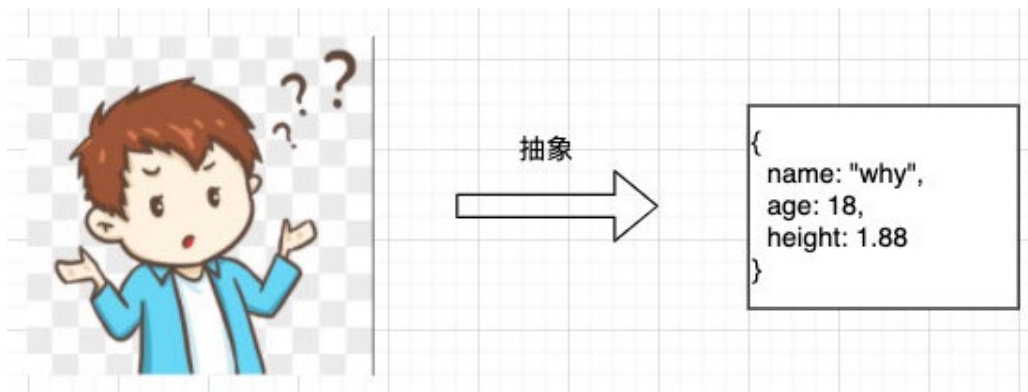 ? ? ?
抽象
{
name: "why",
age: 18,
height: 1.88
}